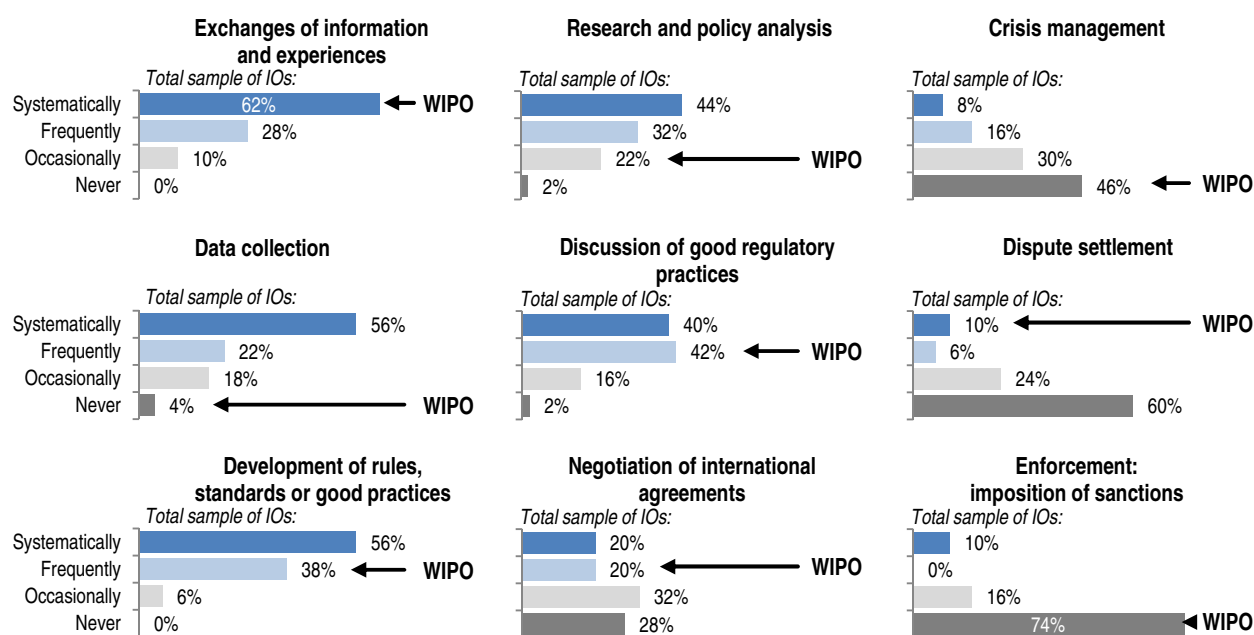 Exchanges of information
and experiences
Total sample of IOs:
Systematically 62% WIPO
Frequently 28%
Occasionally 10%
Never 0%
Research and policy analysis
Total sample of IOs:
44%
32%
22% WIPO
2%
Crisis management
Total sample of IOs:
8%
16%
30%
46% WIPO
Data collection
Total sample of IOs:
Systematically 56%
Frequently 22%
Occasionally 18%
Never 4% WIPO
Discussion of good regulatory
practices
Total sample of IOs:
40%
42% WIPO
16%
2%
Dispute settlement
Total sample of IOs:
10% WIPO
6%
24%
60%
Development of rules,
standards or good practices
Total sample of IOs:
Systematically 56%
Frequently 38% WIPO
Occasionally 6%
Never 0%
Negotiation of international
agreements
Total sample of IOs:
20%
20% WIPO
32%
28%
Enforcement:
imposition of sanctions
Total sample of IOs:
10%
0%
16%
74% WIPO